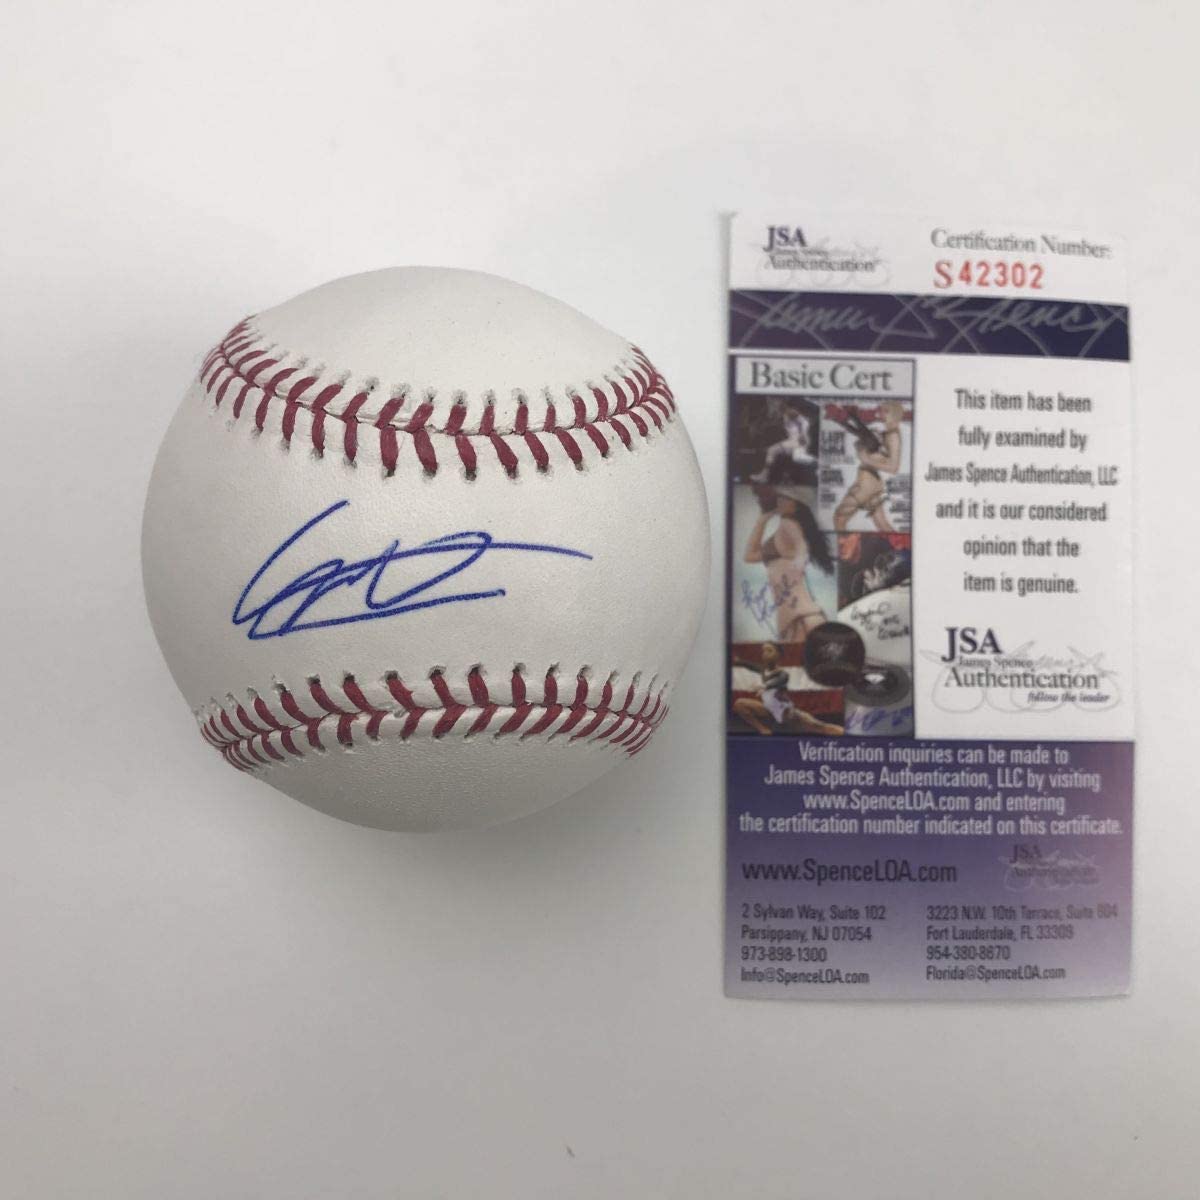 JSA
James Spence
Authentication
Certification Number:
S42302
Basic Cert
This item has been
fully examined by
James Spence Authentication, LLC
and it is our considered
opinion that the
item is genuine.
JSA
James Spence
Authentication
follow the leader
Verification inquiries can be made to
James Spence Authentication, LLC by visiting
www.SpenceLOA.com and entering
the certification number indicated on this certificate.
www.SpenceLOA.com
JSA
2 Sylvan Way, Suite 102
Parsippany, NJ 07054
973-898-1300
Info@SpenceLOA.com
3223 N.W. 10th Terrace, Suite 604
Fort Lauderdale, FL 33309
954-380-8670
Florida@SpenceLOA.com